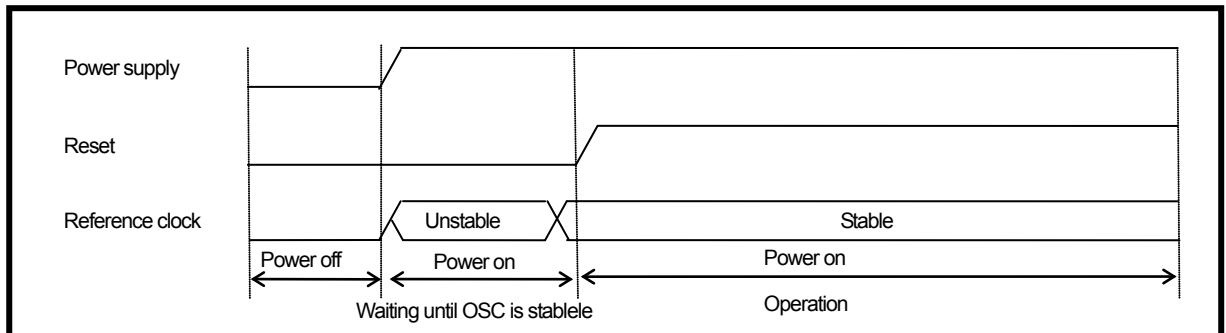 Power supply
Reset
Reference clock
Unstable
Stable
Power off
Power on
Power on
Waiting until OSC is stablele
Operation